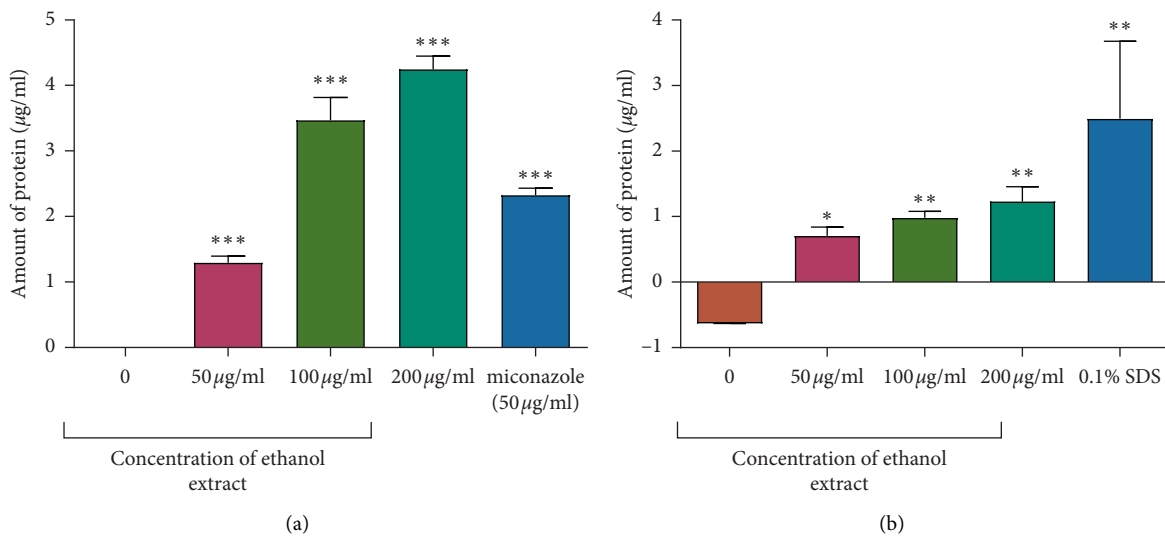 Amount of protein (µg/ml)
5
4
3
2
1
0
***
***
***
***
0
50 µg/ml
100 µg/ml
200 µg/ml
miconazole
(50 µg/ml)
Concentration of ethanol
extract
(a)
Amount of protein (µg/ml)
4
3
2
1
0
–1
*
**
**
**
0
50 µg/ml
100 µg/ml
200 µg/ml
0.1% SDS
Concentration of ethanol
extract
(b)